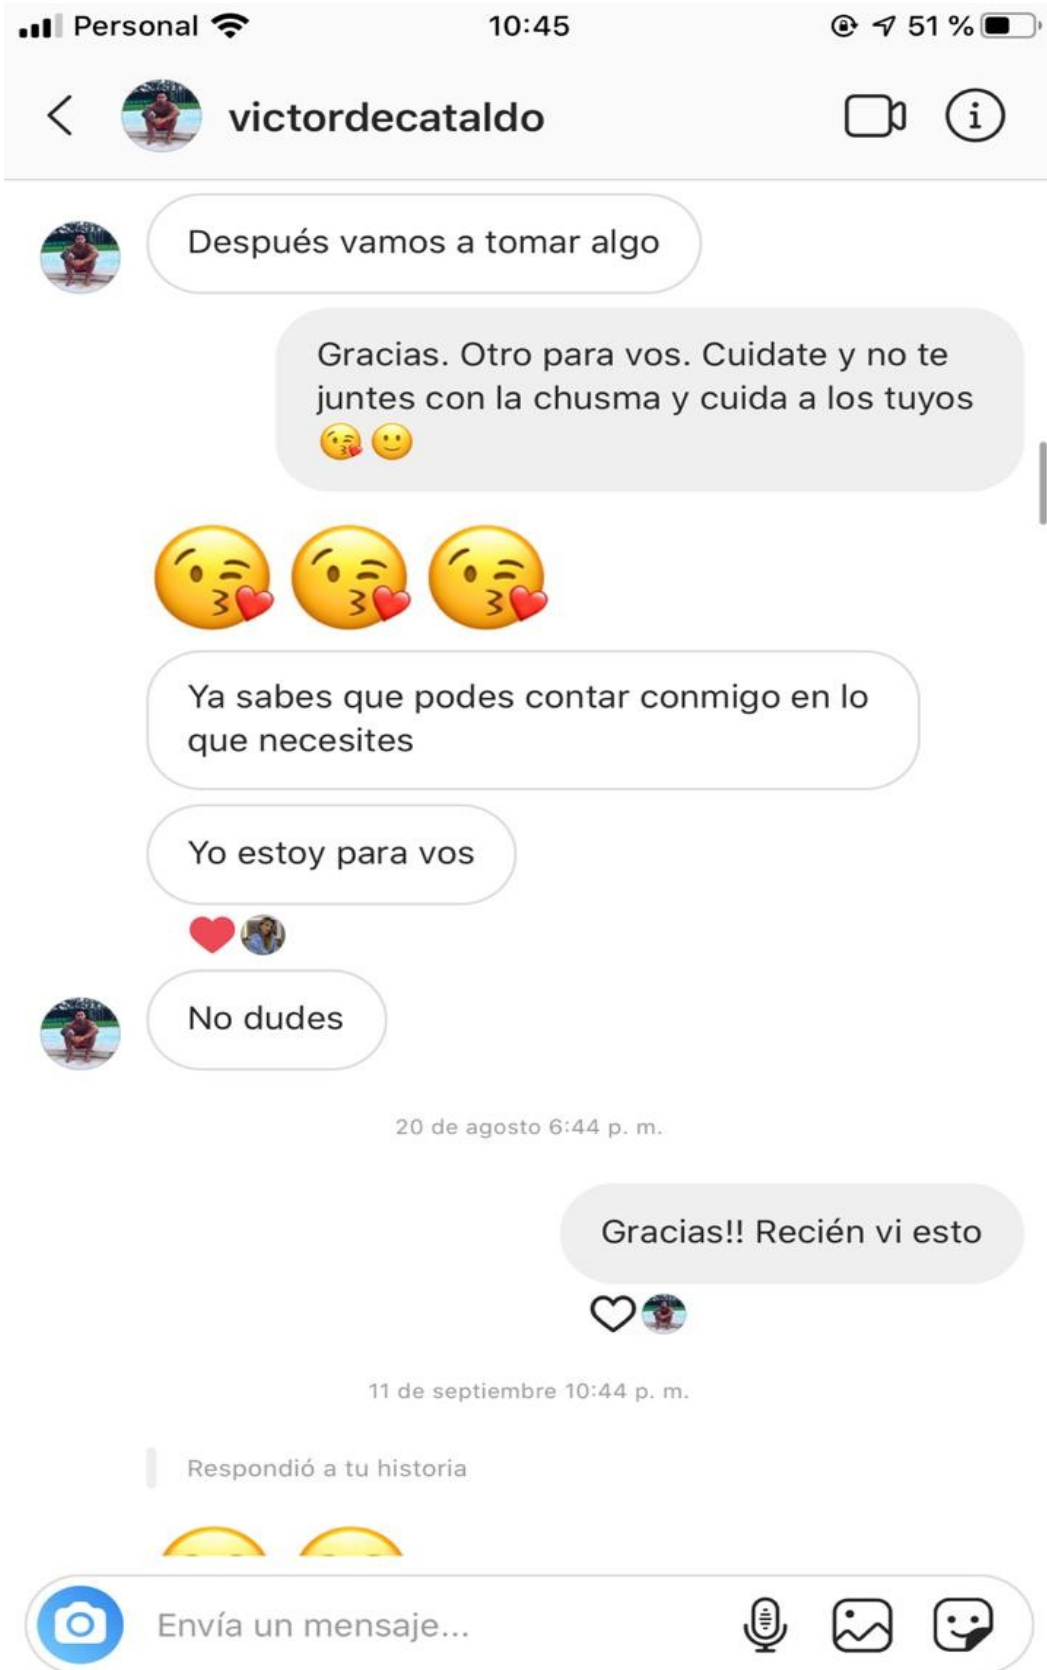 Personal 10:45 51 %
victordecataldo
Después vamos a tomar algo
Gracias. Otro para vos. Cuidate y no te
juntes con la chusma y cuida a los tuyos
😘🙂
😘😘😘
Ya sabes que podes contar conmigo en lo
que necesites
Yo estoy para vos
No dudes
20 de agosto 6:44 p. m.
Gracias!! Recién vi esto
11 de septiembre 10:44 p. m.
Respondió a tu historia
Envía un mensaje...